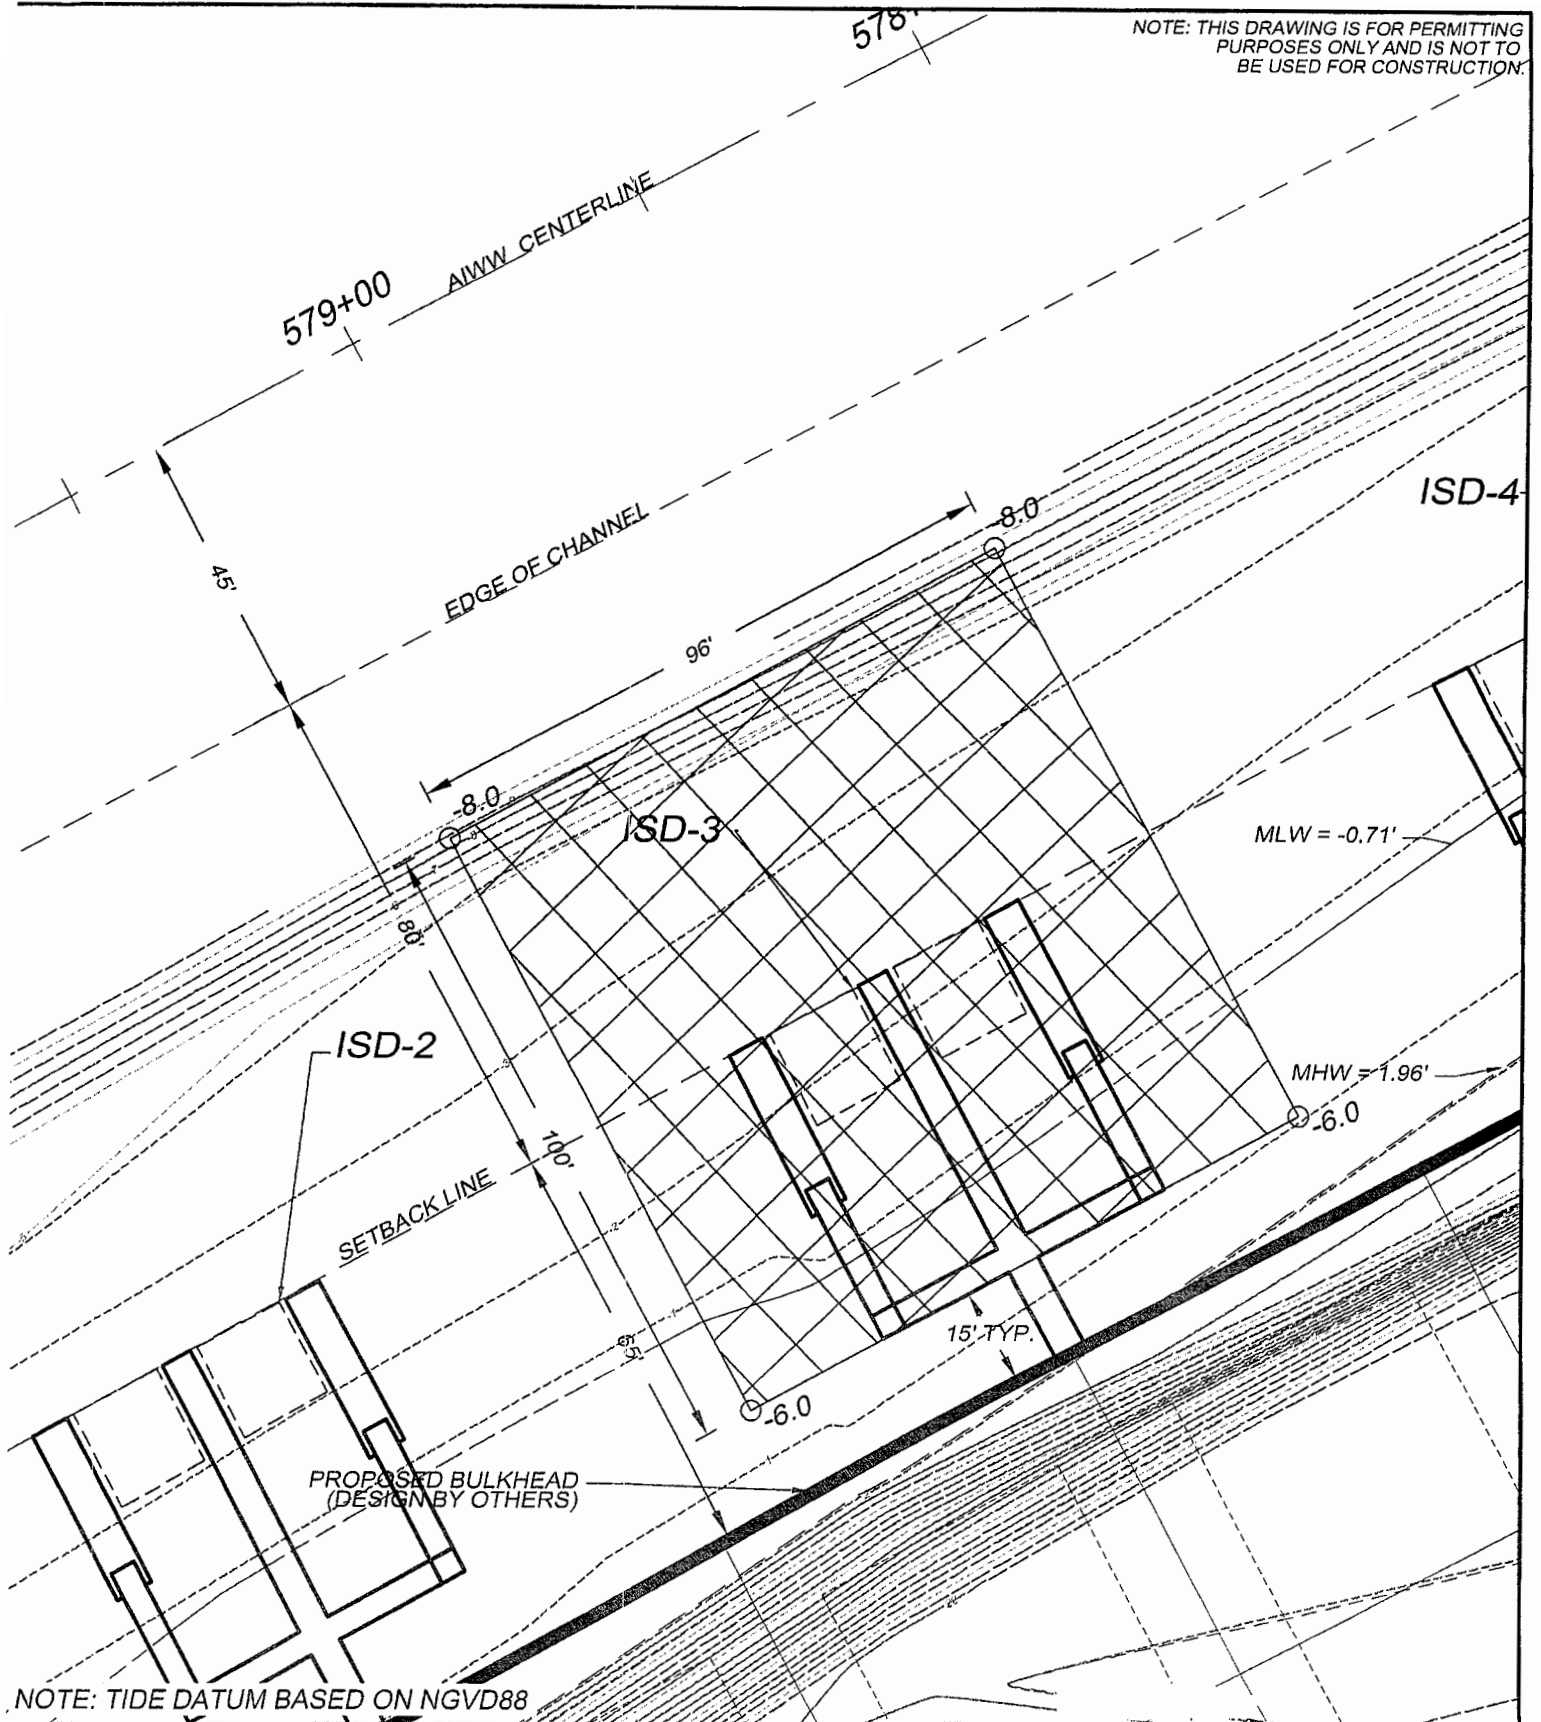 NOTE: THIS DRAWING IS FOR PERMITTING
PURPOSES ONLY AND IS NOT TO
BE USED FOR CONSTRUCTION.
578+
AIWW CENTERLINE
579+00
ISD-4
-8.0
EDGE OF CHANNEL
45'
96'
-8.0
ISD-3
MLW = -0.71'
80'
ISD-2
MHW = 1.96'
-6.0
100'
SETBACK LINE
15' TYP.
65'
-6.0
PROPOSED BULKHEAD
(DESIGN BY OTHERS)
NOTE: TIDE DATUM BASED ON NGVD88